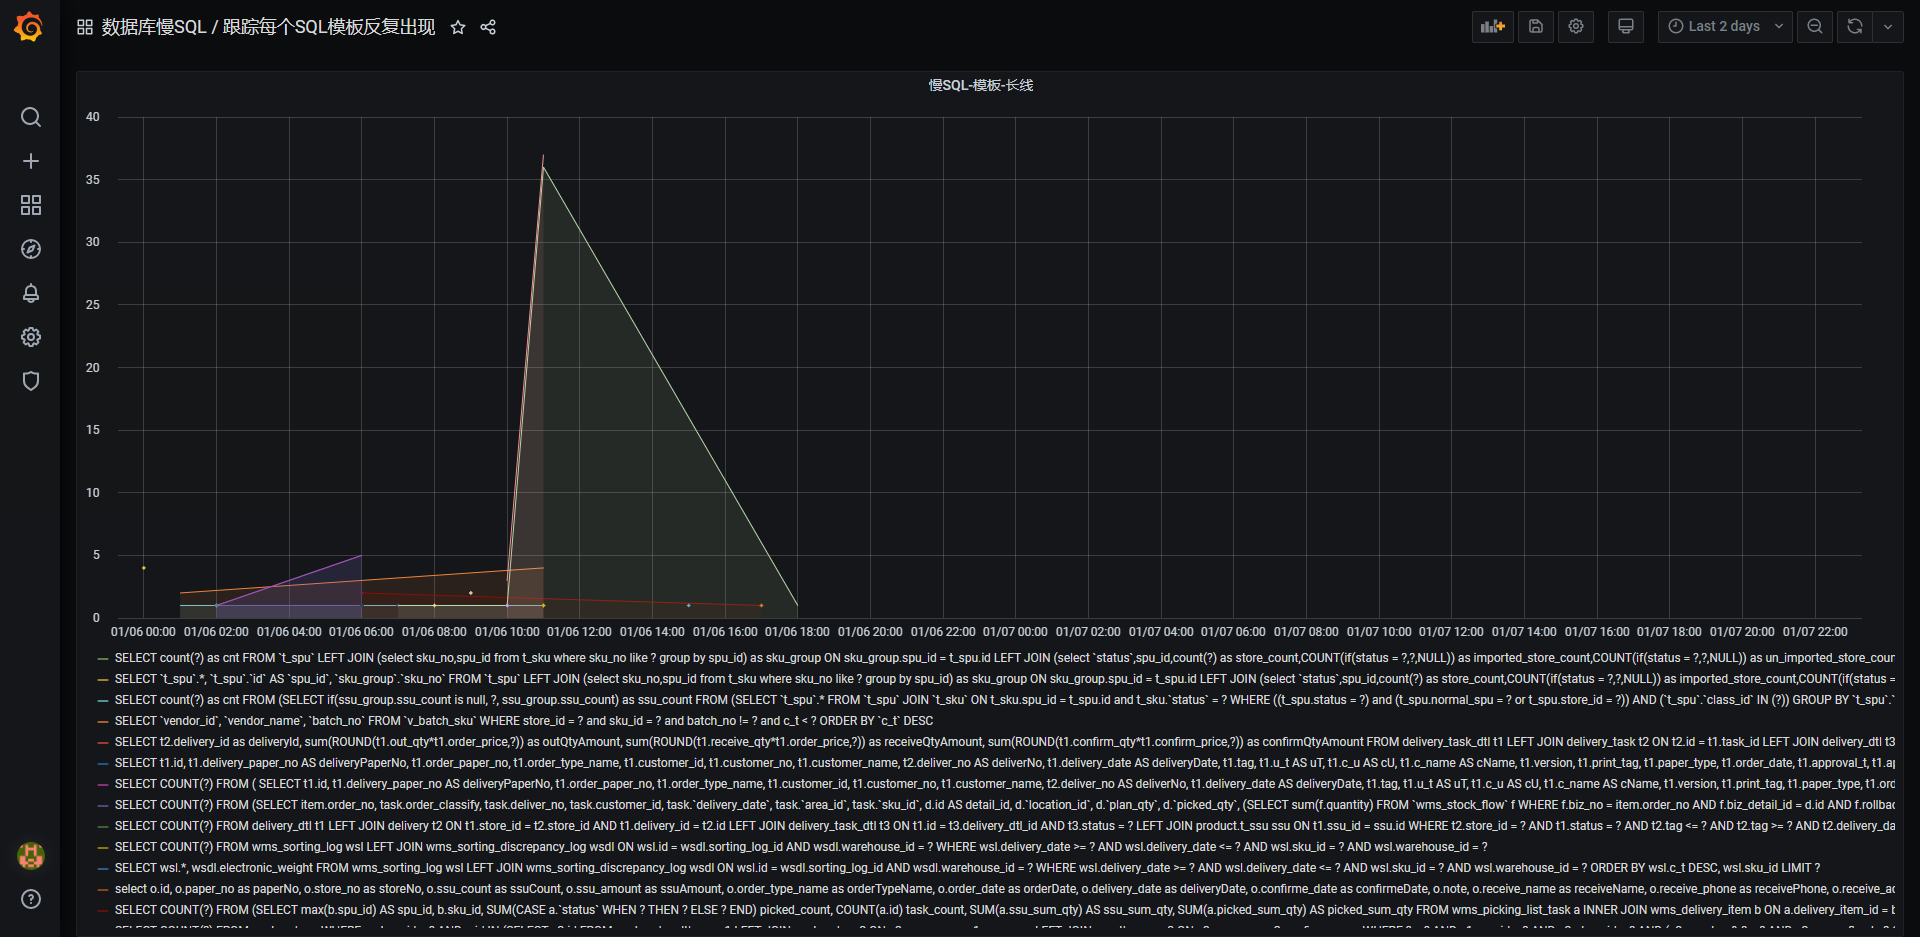 数据库慢SQL / 跟踪每个SQL模板反复出现
Last 2 days
慢SQL-模板-长线
40
35
30
25
20
15
10
5
0
01/06 00:00 01/06 02:00 01/06 04:00 01/06 06:00 01/06 08:00 01/06 10:00 01/06 12:00 01/06 14:00 01/06 16:00 01/06 18:00 01/06 20:00 01/06 22:00 01/07 00:00 01/07 02:00 01/07 04:00 01/07 06:00 01/07 08:00 01/07 10:00 01/07 12:00 01/07 14:00 01/07 16:00 01/07 18:00 01/07 20:00 01/07 22:00
SELECT count(?) as cnt FROM `t_spu` LEFT JOIN (select sku_no,spu_id from t_sku where sku_no like ? group by spu_id) as sku_group ON sku_group.spu_id = t_spu.id LEFT JOIN (select `status`,spu_id,count(?) as store_count,COUNT(if(status = ?,?,NULL)) as imported_store_count,COUNT(if(status = ?,?,NULL)) as un_imported_store_cour
SELECT `t_spu`.*, `t_spu`.`id` AS `spu_id`, `sku_group`.`sku_no` FROM `t_spu` LEFT JOIN (select sku_no,spu_id from t_sku where sku_no like ? group by spu_id) as sku_group ON sku_group.spu_id = t_spu.id LEFT JOIN (select `status`,spu_id,count(?) as store_count,COUNT(if(status = ?,?,NULL)) as imported_store_count,COUNT(if(status =
SELECT count(?) as cnt FROM (SELECT if(ssu_group.ssu_count is null, ?, ssu_group.ssu_count) as ssu_count FROM (SELECT `t_spu`.* FROM `t_spu` JOIN `t_sku` ON t_sku.spu_id = t_spu.id and t_sku.`status` = ? WHERE ((t_spu.status = ?) and (t_spu.normal_spu = ? or t_spu.store_id = ?)) AND (`t_spu`.`class_id` IN (?)) GROUP BY `t_spu`.`
SELECT `vendor_id`, `vendor_name`, `batch_no` FROM `v_batch_sku` WHERE store_id = ? and sku_id = ? and batch_no != ? and c_t < ? ORDER BY `c_t` DESC
SELECT t2.delivery_id as deliveryId, sum(ROUND(t1.out_qty*t1.order_price,?)) as outQtyAmount, sum(ROUND(t1.receive_qty*t1.order_price,?)) as receiveQtyAmount, sum(ROUND(t1.confirm_qty*t1.confirm_price,?)) as confirmQtyAmount FROM delivery_task_dtl t1 LEFT JOIN delivery_task t2 ON t2.id = t1.task_id LEFT JOIN delivery_dtl t3
SELECT t1.id, t1.delivery_paper_no AS deliveryPaperNo, t1.order_paper_no, t1.order_type_name, t1.customer_id, t1.customer_no, t1.customer_name, t2.deliver_no AS deliverNo, t1.delivery_date AS deliveryDate, t1.tag, t1.u_t AS uT, t1.c_u AS cU, t1.c_name AS cName, t1.version, t1.print_tag, t1.paper_type, t1.order_date, t1.approval_t, t1.ap
SELECT COUNT(?) FROM ( SELECT t1.id, t1.delivery_paper_no AS deliveryPaperNo, t1.order_paper_no, t1.order_type_name, t1.customer_id, t1.customer_no, t1.customer_name, t2.deliver_no AS deliverNo, t1.delivery_date AS deliveryDate, t1.tag, t1.u_t AS uT, t1.c_u AS cU, t1.c_name AS cName, t1.version, t1.print_tag, t1.paper_type, t1.ord
SELECT COUNT(?) FROM (SELECT item.order_no, task.order_classify, task.deliver_no, task.customer_id, task.`delivery_date`, task.`area_id`, task.`sku_id`, d.id AS detail_id, d.`location_id`, d.`plan_qty`, d.`picked_qty`, (SELECT sum(f.quantity) FROM `wms_stock_flow` f WHERE f.biz_no = item.order_no AND f.biz_detail_id = d.id AND f.rollbac
SELECT COUNT(?) FROM delivery_dtl t1 LEFT JOIN delivery t2 ON t1.store_id = t2.store_id AND t1.delivery_id = t2.id LEFT JOIN delivery_task_dtl t3 ON t1.id = t3.delivery_dtl_id AND t3.status = ? LEFT JOIN product.t_ssu ssu ON t1.ssu_id = ssu.id WHERE t2.store_id = ? AND t1.status = ? AND t2.tag <= ? AND t2.tag >= ? AND t2.delivery_da
SELECT COUNT(?) FROM wms_sorting_log wsl LEFT JOIN wms_sorting_discrepancy_log wsdl ON wsl.id = wsdl.sorting_log_id AND wsdl.warehouse_id = ? WHERE wsl.delivery_date >= ? AND wsl.delivery_date <= ? AND wsl.sku_id = ? AND wsl.warehouse_id = ?
SELECT wsl.*, wsdl.electronic_weight FROM wms_sorting_log wsl LEFT JOIN wms_sorting_discrepancy_log wsdl ON wsdl.id = wsdl.sorting_log_id AND wsdl.warehouse_id = ? WHERE wsl.delivery_date >= ? AND wsl.delivery_date <= ? AND wsl.sku_id = ? AND wsl.warehouse_id = ? ORDER BY wsl.c_t DESC, wsl.sku_id LIMIT ?
select o.id, o.paper_no as paperNo, o.store_no as storeNo, o.ssu_count as ssuCount, o.ssu_amount as ssuAmount, o.order_type_name as orderTypeName, o.order_date as orderDate, o.delivery_date as deliveryDate, o.confirme_date as confirmeDate, o.note, o.receive_name as receiveName, o.receive_phone as receivePhone, o.receive_ac
SELECT COUNT(?) FROM (SELECT max(b.spu_id) AS spu_id, b.sku_id, SUM(CASE a.`status` WHEN ? THEN ? ELSE ? END) picked_count, COUNT(a.id) task_count, SUM(a.ssu_sum_qty) AS ssu_sum_qty, SUM(a.picked_sum_qty) AS picked_sum_qty FROM wms_picking_list_task a INNER JOIN wms_delivery_item b ON a.delivery_item_id = b